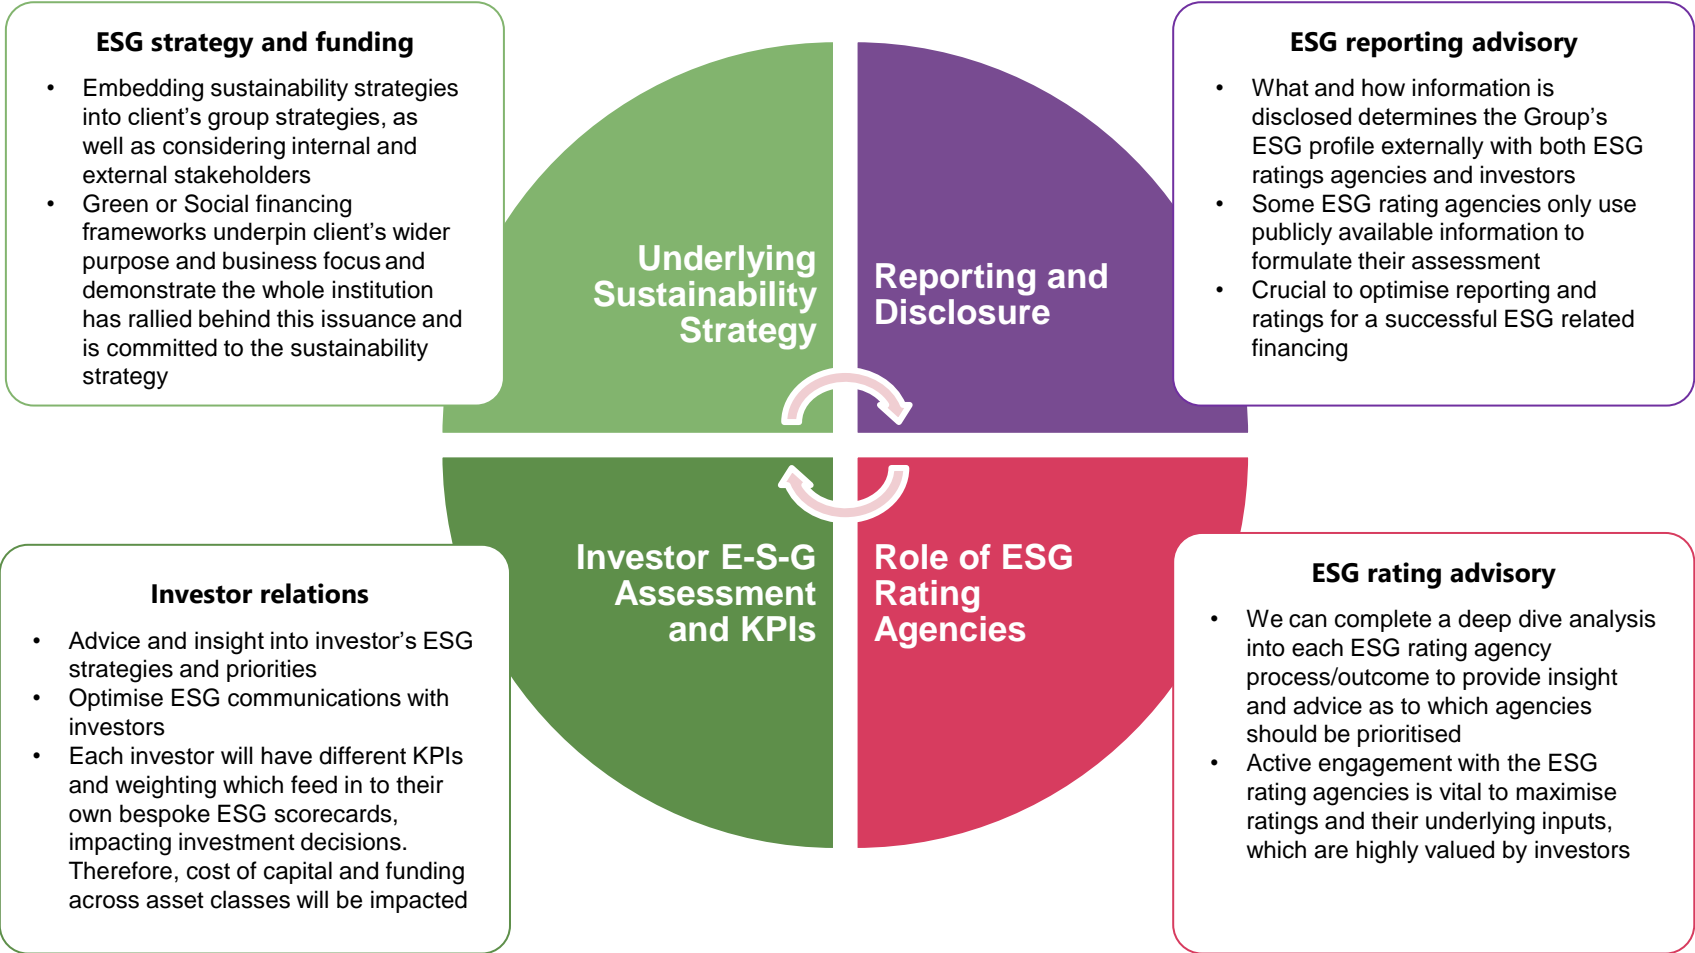 ESG strategy and funding
• Embedding sustainability strategies
into client's group strategies, as
well as considering internal and
external stakeholders
• Green or Social financing
frameworks underpin client's wider
purpose and business focus and
demonstrate the whole institution
has rallied behind this issuance and
is committed to the sustainability
strategy
Underlying
Sustainability
Strategy
Reporting and
Disclosure
ESG reporting advisory
• What and how information is
disclosed determines the Group's
ESG profile externally with both ESG
ratings agencies and investors
• Some ESG rating agencies only use
publicly available information to
formulate their assessment
• Crucial to optimise reporting and
ratings for a successful ESG related
financing
Investor relations
• Advice and insight into investor's ESG
strategies and priorities
• Optimise ESG communications with
investors
• Each investor will have different KPIs
and weighting which feed in to their
own bespoke ESG scorecards,
impacting investment decisions.
Therefore, cost of capital and funding
across asset classes will be impacted
Investor E-S-G
Assessment
and KPIs
Role of ESG
Rating
Agencies
ESG rating advisory
• We can complete a deep dive analysis
into each ESG rating agency
process/outcome to provide insight
and advice as to which agencies
should be prioritised
• Active engagement with the ESG
rating agencies is vital to maximise
ratings and their underlying inputs,
which are highly valued by investors